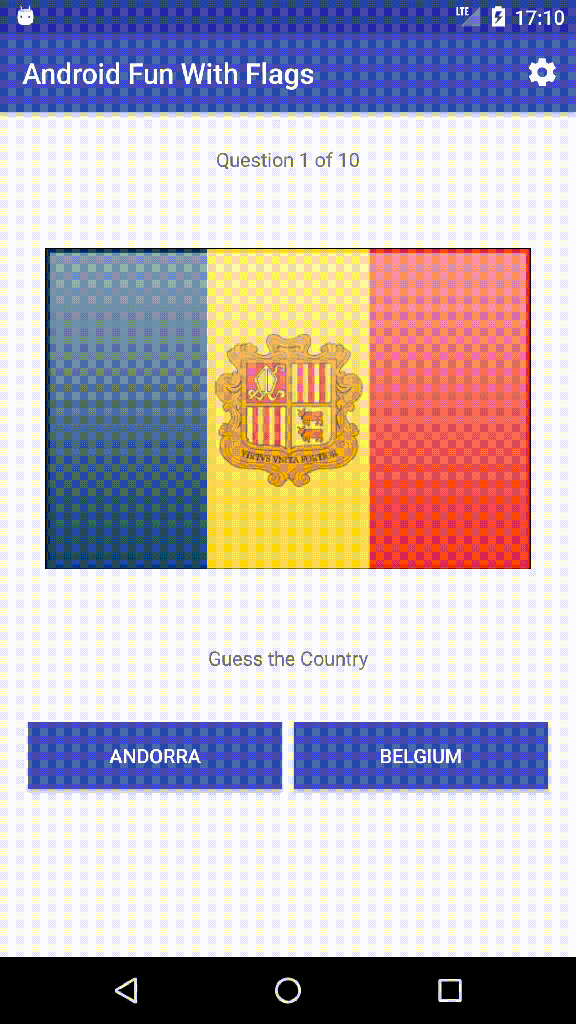 LTE 17:10
Android Fun With Flags
Question 1 of 10
VIRTVS VNITA FORTIOR
Guess the Country
ANDORRA BELGIUM